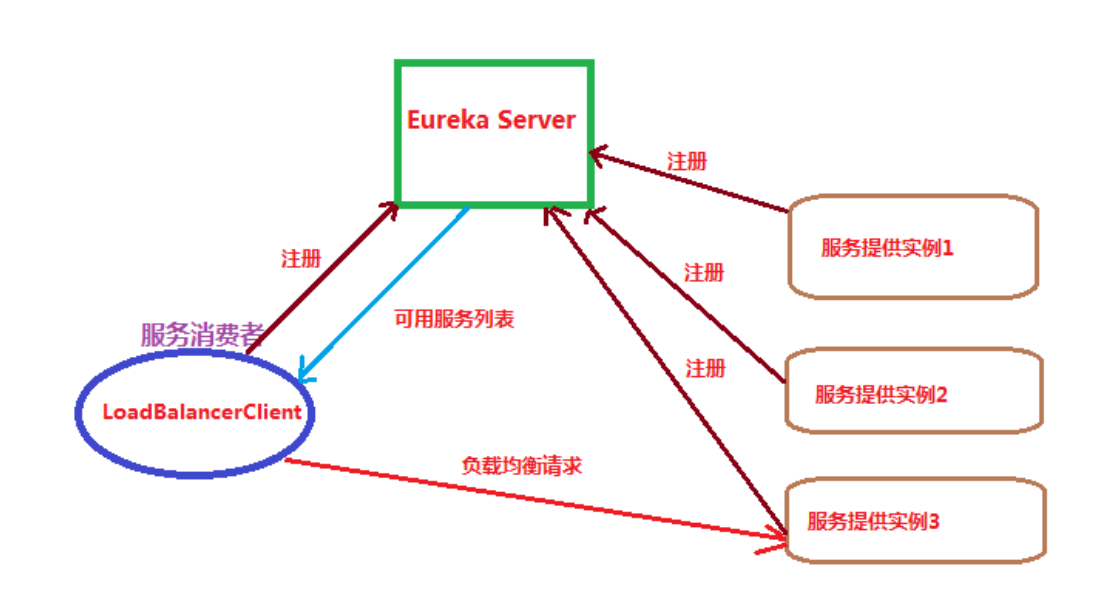 Eureka Server
注册
服务提供实例1
注册
注册
可用服务列表
服务消费者
注册
服务提供实例2
LoadBalancerClient
负载均衡请求
服务提供实例3